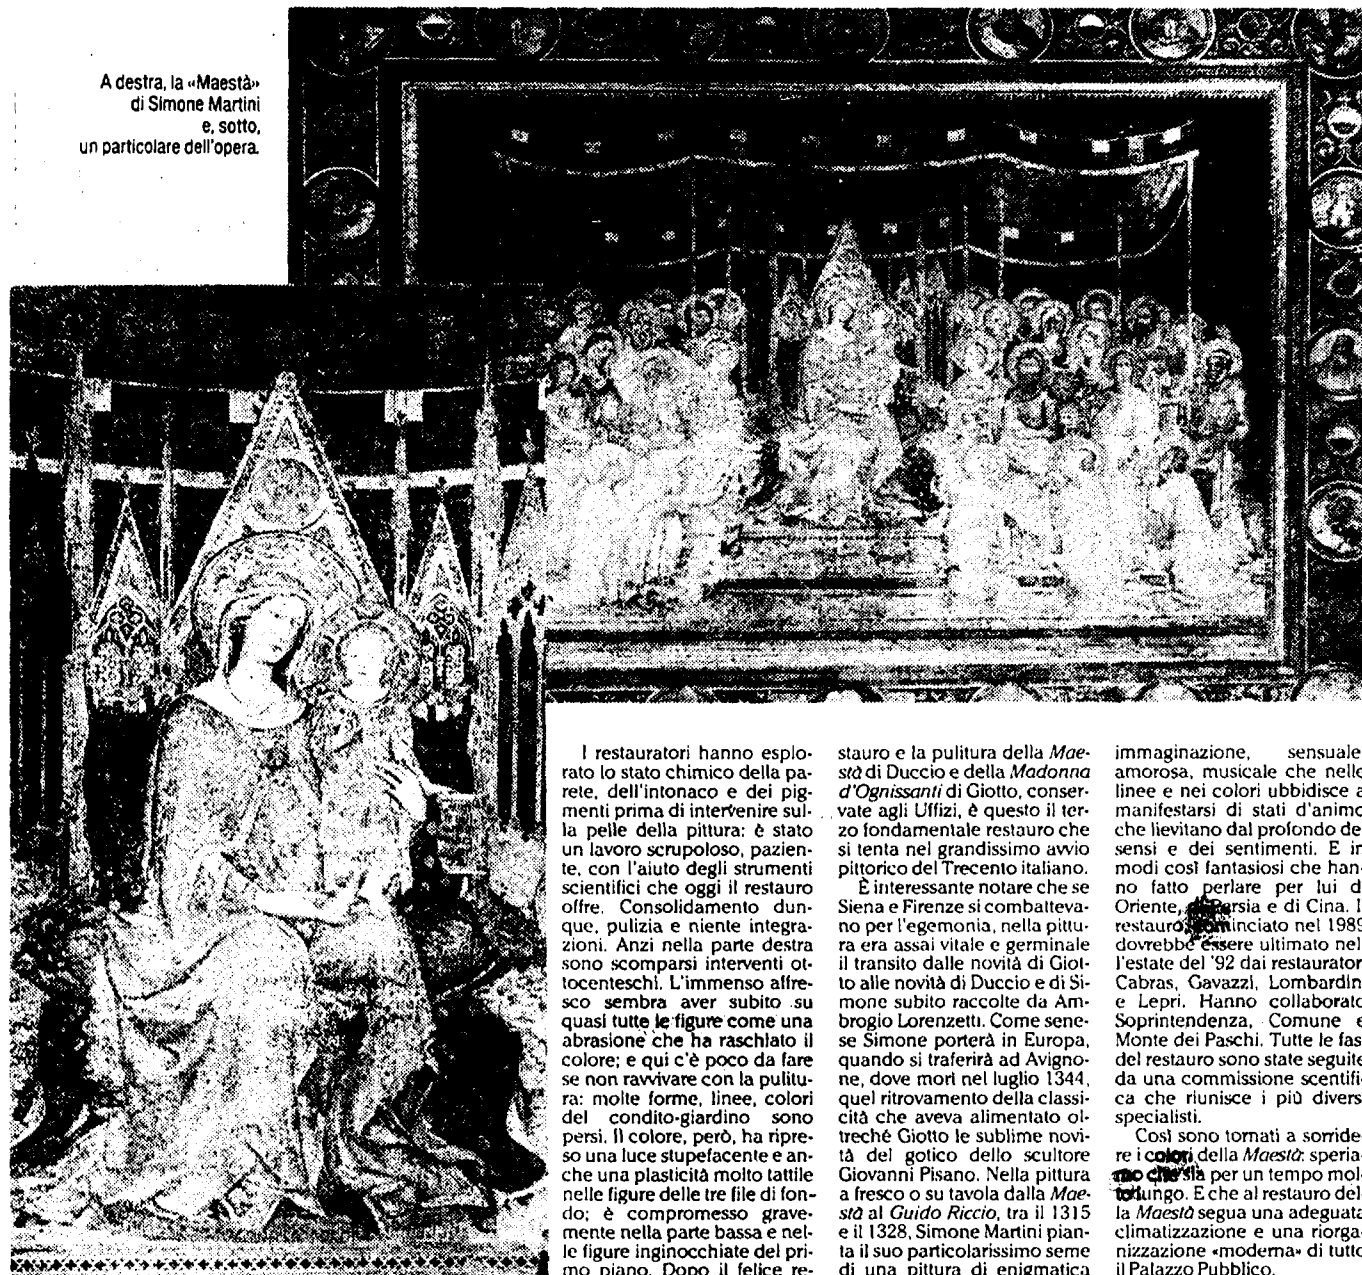 A destra, la «Maestà»
di Simone Martini
e, sotto,
un particolare dell'opera.
I restauratori hanno esplo-
rato lo stato chimico della pa-
rete, dell'intonaco e dei pig-
menti prima di intervenire sul-
la pelle della pittura: è stato
un lavoro scrupoloso, pazien-
te, con l'aiuto degli strumenti
scientifici che oggi il restauro
offre. Consolidamento dun-
que, pulizia e niente integra-
zioni. Anzi nella parte destra
sono scomparsi interventi ot-
tocenteschi. L'immenso affre-
sco sembra aver subito su
quasi tutte le figure come una
abrasione che ha raschiato il
colore; e qui c'è poco da fare
se non ravvivare con la pulitu-
ra: molte forme, linee, colori
del condito-giardino sono
persi. Il colore, però, ha ripre-
so una luce stupefacente e an-
che una plasticità molto tattile
nelle figure delle tre file di fon-
do; è compromesso grave-
mente nella parte bassa e nel-
le figure inginocchiate del pri-
mo piano. Dopo il felice re-
stauro e la pulitura della Mae-
stà di Duccio e della Madonna
d'Ognissanti di Giotto, conser-
vate agli Uffizi, è questo il ter-
zo fondamentale restauro che
si tenta nel grandissimo avvio
pittorico del Trecento italiano.
È interessante notare che se
Siena e Firenze si combatteva-
no per l'egemonia, nella pittu-
ra era assai vitale e germinale
il transito dalle novità di Giot-
to alle novità di Duccio e di Si-
mone subito raccolte da Am-
brogio Lorenzetti. Come sene-
se Simone porterà in Europa,
quando si traferirà ad Avigno-
ne, dove morì nel luglio 1344,
quel ritrovamento della classi-
cità che aveva alimentato ol-
treché Giotto le sublime novi-
tà del gotico dello scultore
Giovanni Pisano. Nella pittura
a fresco o su tavola dalla Mae-
stà al Guido Riccio, tra il 1315
e il 1328, Simone Martini pian-
ta il suo particolarissimo seme
di una pittura di enigmatica
immaginazione, sensuale
amorosa, musicale che nelle
linee e nei colori ubbidisce a
manifestarsi di stati d'animo
che lievitano dal profondo de
sensi e dei sentimenti. E in
modi così fantasiosi che han-
no fatto perlare per lui d
Oriente, Persia e di Cina. I
restauro, cominciato nel 1989
dovrebbe essere ultimato nel-
l'estate del '92 dai restaurator
Cabras, Gavazzi, Lombardin
e Lepri. Hanno collaborato
Soprintendenza, Comune e
Monte dei Paschi. Tutte le fas
del restauro sono state seguite
da una commissione scentifi-
ca che riunisce i più divers
specialisti.
Così sono tornati a sorride-
re i colori della Maestà: speria-
mo che sia per un tempo mol-
to lungo. E che al restauro del-
la Maestà segua una adeguata
climatizzazione e una riorga-
nizzazione «moderna» di tutto
il Palazzo Pubblico.